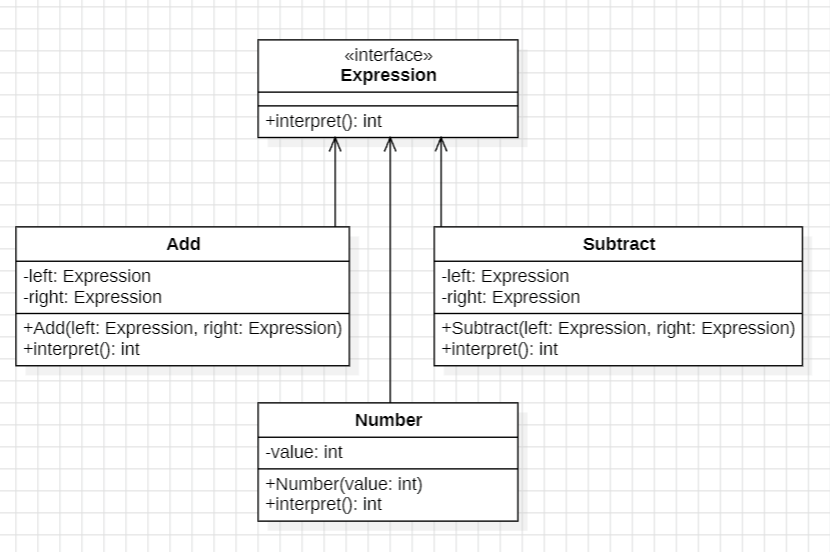 «interface»
Expression
+interpret(): int
Add
-left: Expression
-right: Expression
+Add(left: Expression, right: Expression)
+interpret(): int
Subtract
-left: Expression
-right: Expression
+Subtract(left: Expression, right: Expression)
+interpret(): int
Number
-value: int
+Number(value: int)
+interpret(): int